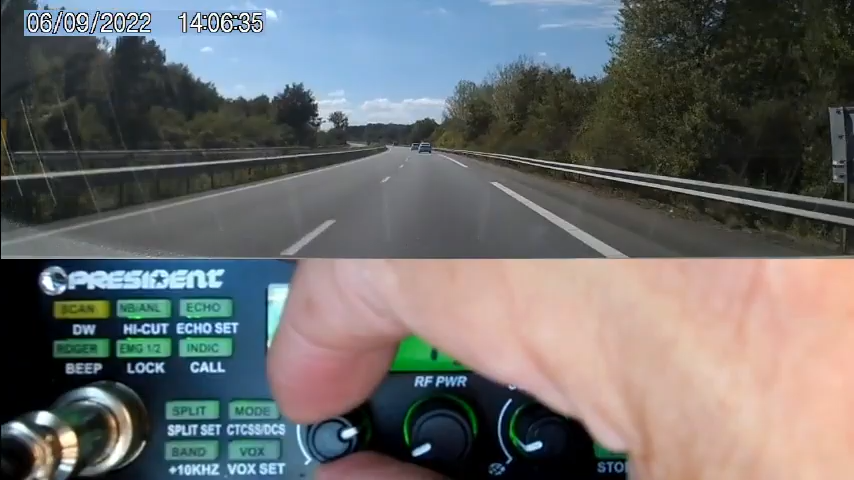 06/09/2022 14:06:35
PRESIDENT
SCAN NB/ANL ECHO
DW HI-CUT ECHO SET
ROGER EMG 1/2 INDIC
BEEP LOCK CALL
RF PWR
SPLIT MODE
SPLIT SET CTCSS/DCS
BAND VOX
+10KHZ VOX SET